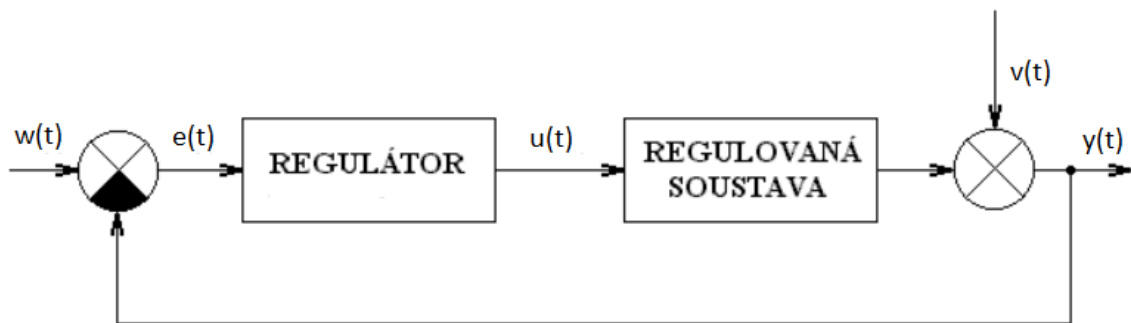 v(t)
w(t)
e(t)
REGULÁTOR
u(t)
REGULOVANÁ
SOUSTAVA
y(t)